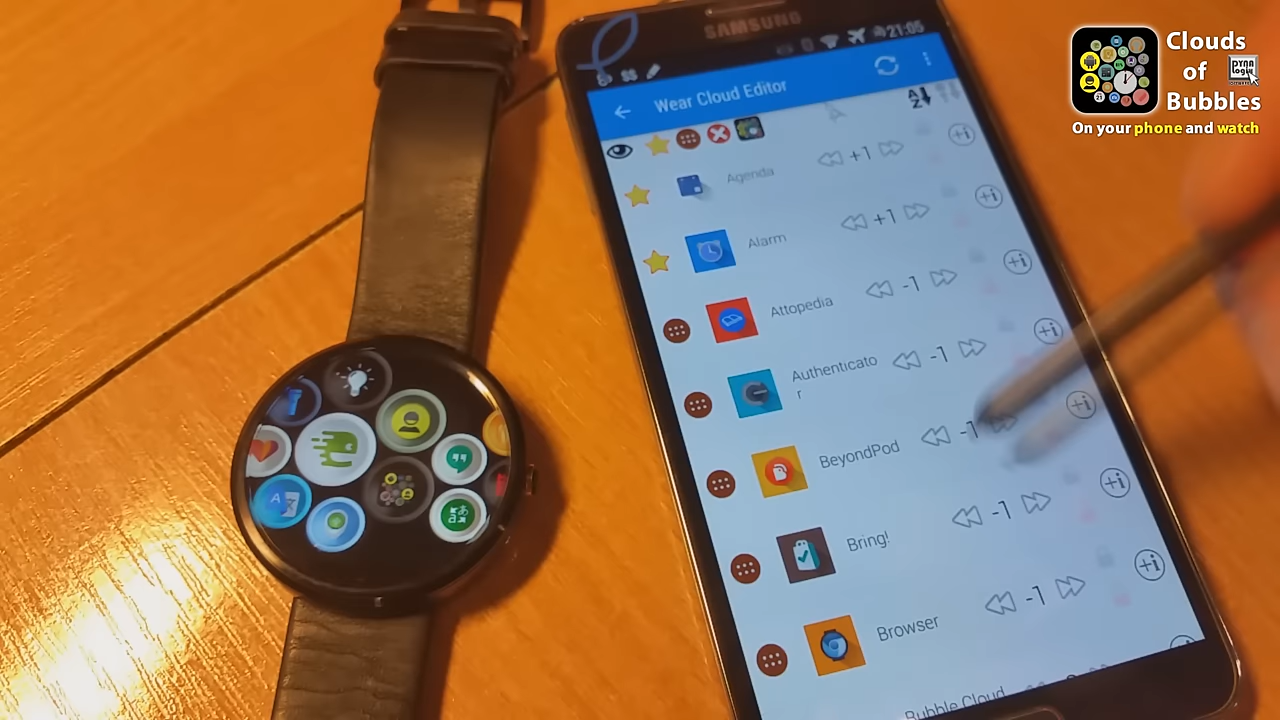 SAMSUNG
21:05
Wear Cloud Editor
A
Z
Agenda
+1
+i
Alarm
+1
+i
Attopedia
-1
+i
Authenticato
r
-1
+i
BeyondPod
-1
+i
Bring!
-1
+i
Browser
-1
+i
Bubble Cloud
Clouds
of
Bubbles
On your phone and watch